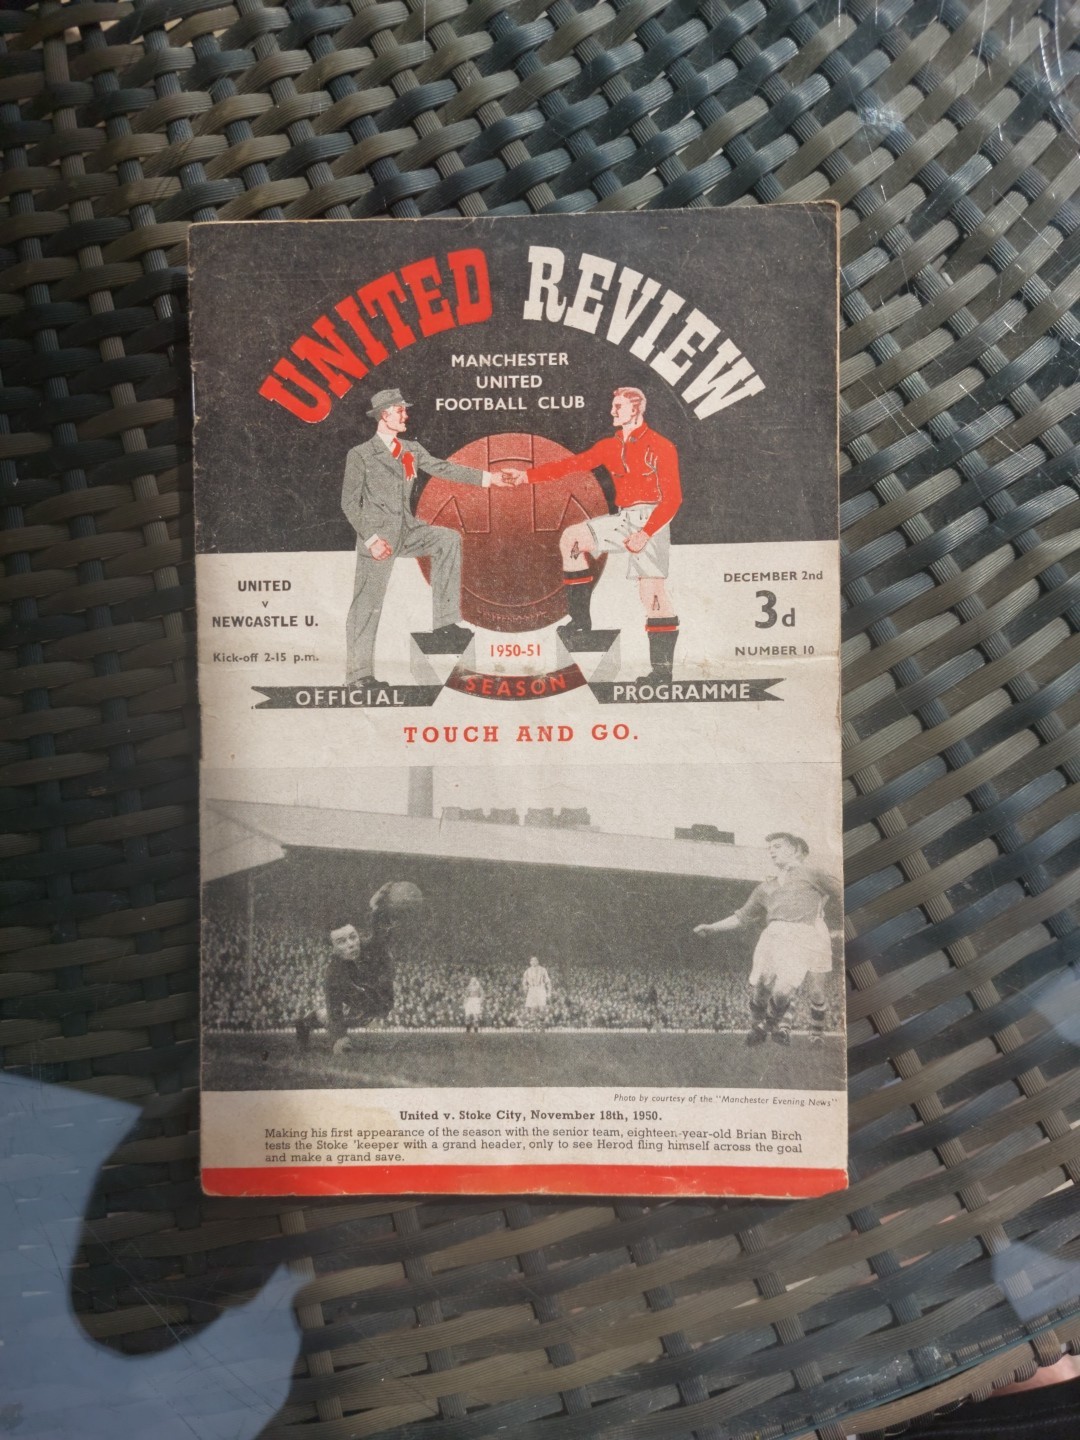 UNITED REVIEW
MANCHESTER
UNITED
FOOTBALL CLUB
UNITED
v
NEWCASTLE U.
Kick-off 2-15 p.m.
DECEMBER 2nd
3d
NUMBER 10
1950-51
OFFICIAL SEASON PROGRAMME
TOUCH AND GO.
Photo by courtesy of the "Manchester Evening News"
United v. Stoke City, November 18th, 1950.
Making his first appearance of the season with the senior team, eighteen-year-old Brian Birch
tests the Stoke 'keeper with a grand header, only to see Herod fling himself across the goal
and make a grand save.